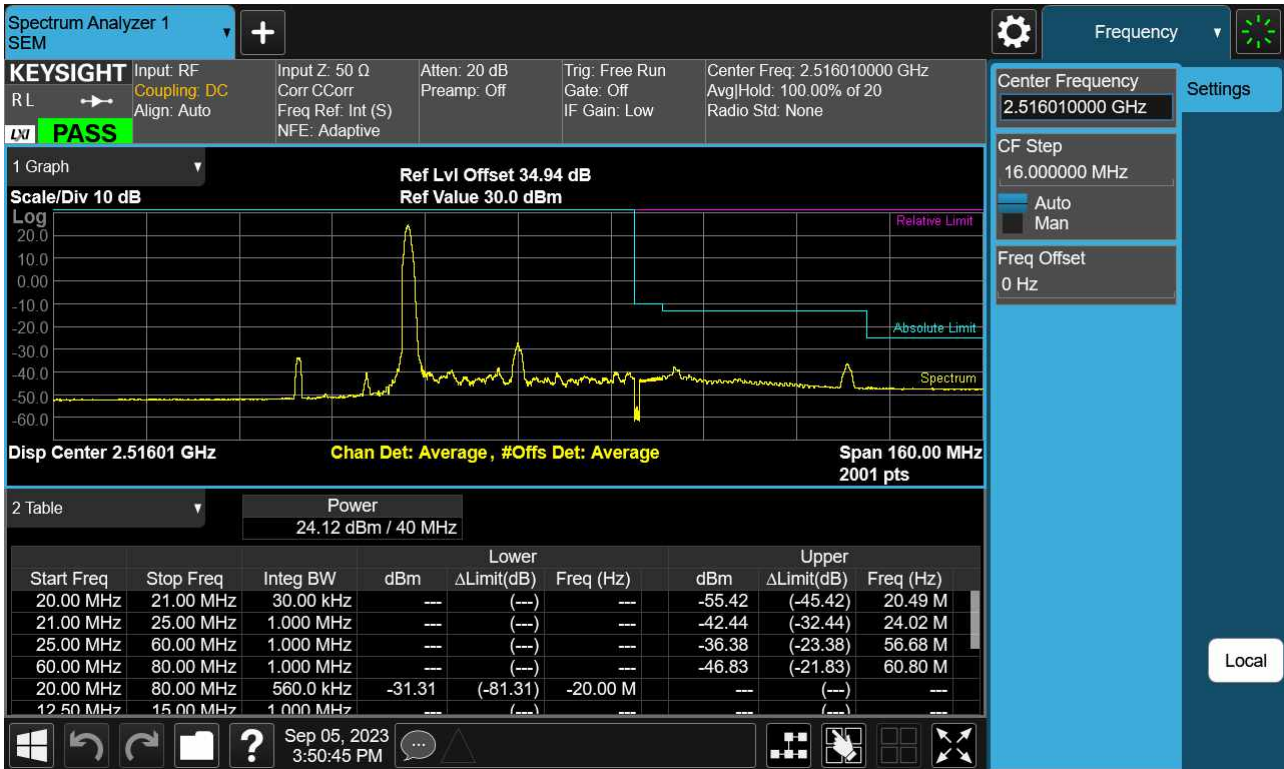 Spectrum Analyzer 1
SEM
Frequency
KEYSIGHT
R L
LXI
PASS
Input: RF
Coupling: DC
Align: Auto
Input Z: 50 Ω
Corr CCorr
Freq Ref: Int (S)
NFE: Adaptive
Atten: 20 dB
Preamp: Off
Trig: Free Run
Gate: Off
IF Gain: Low
Center Freq: 2.516010000 GHz
Avg|Hold: 100.00% of 20
Radio Std: None
Center Frequency
2.516010000 GHz
Settings
CF Step
16.000000 MHz
Auto
Man
Freq Offset
0 Hz
Local
1 Graph
Scale/Div 10 dB
Ref Lvl Offset 34.94 dB
Ref Value 30.0 dBm
Log
20.0
10.0
0.00
-10.0
-20.0
-30.0
-40.0
-50.0
-60.0
Relative Limit
Absolute Limit
Spectrum
Disp Center 2.51601 GHz
Chan Det: Average, #Offs Det: Average
Span 160.00 MHz
2001 pts
2 Table
Power
24.12 dBm / 40 MHz
Lower Upper
Start Freq Stop Freq Integ BW dBm ΔLimit(dB) Freq (Hz) dBm ΔLimit(dB) Freq (Hz)
20.00 MHz 21.00 MHz 30.00 kHz --- (---) --- -55.42 (-45.42) 20.49 M
21.00 MHz 25.00 MHz 1.000 MHz --- (---) --- -42.44 (-32.44) 24.02 M
25.00 MHz 60.00 MHz 1.000 MHz --- (---) --- -36.38 (-23.38) 56.68 M
60.00 MHz 80.00 MHz 1.000 MHz --- (---) --- -46.83 (-21.83) 60.80 M
20.00 MHz 80.00 MHz 560.0 kHz -31.31 (-81.31) -20.00 M --- (---) ---
12.50 MHz 15.00 MHz 1.000 MHz --- (---) --- --- (---) ---
Sep 05, 2023
3:50:45 PM